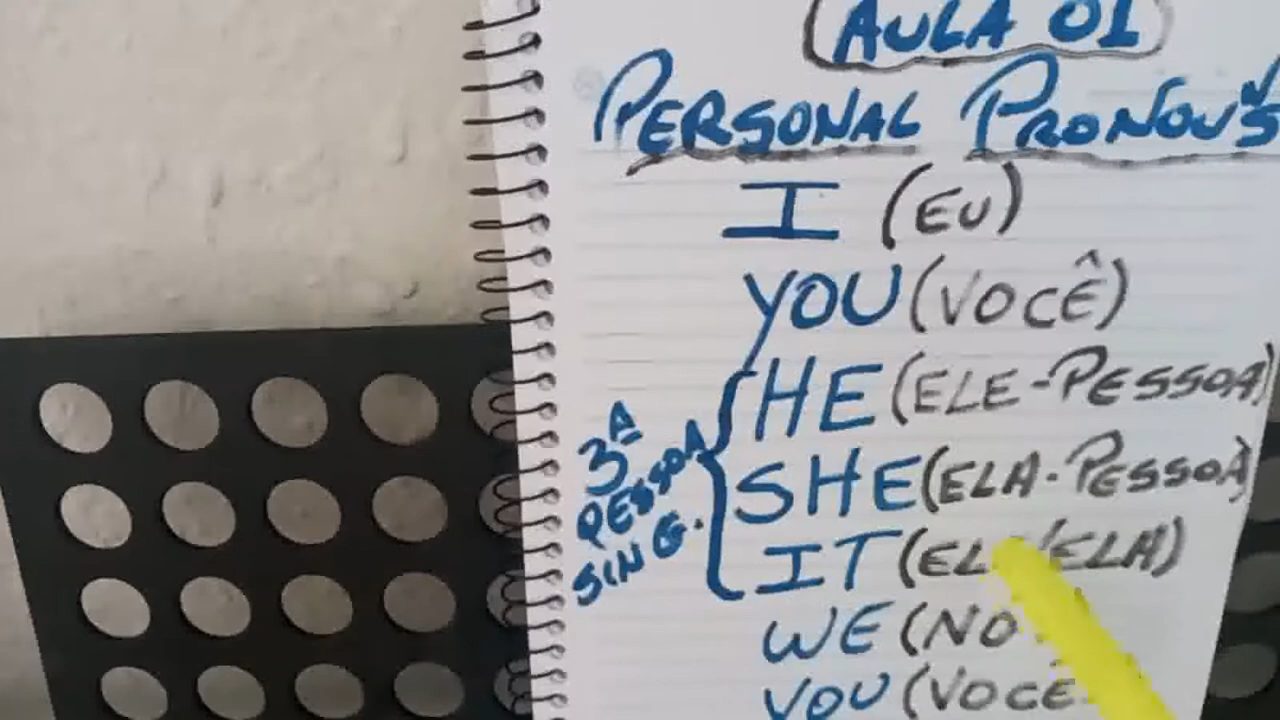 AULA 01
PERSONAL PRONOUNS
I (EU)
YOU (VOCÊ)
HE (ELE-PESSOA)
SHE (ELA-PESSOA)
IT (ELE/ELA)
3ª PESSOA SING.
WE (NO
YOU (VOCÊ